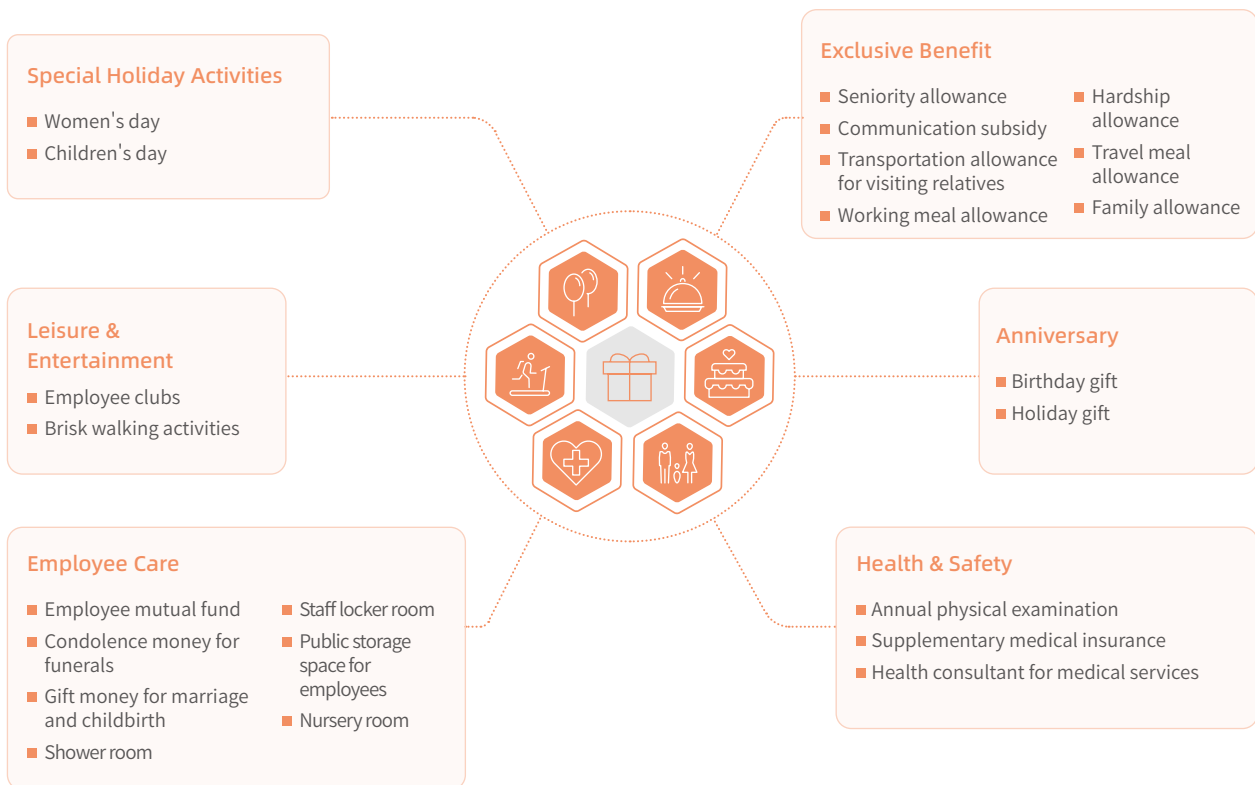 Special Holiday Activities
Women's day
Children's day
Exclusive Benefit
Seniority allowance
Communication subsidy
Transportation allowance
for visiting relatives
Working meal allowance
Hardship
allowance
Travel meal
allowance
Family allowance
Leisure &
Entertainment
Employee clubs
Brisk walking activities
Anniversary
Birthday gift
Holiday gift
Employee Care
Employee mutual fund
Condolence money for
funerals
Gift money for marriage
and childbirth
Shower room
Staff locker room
Public storage
space for
employees
Nursery room
Health & Safety
Annual physical examination
Supplementary medical insurance
Health consultant for medical services